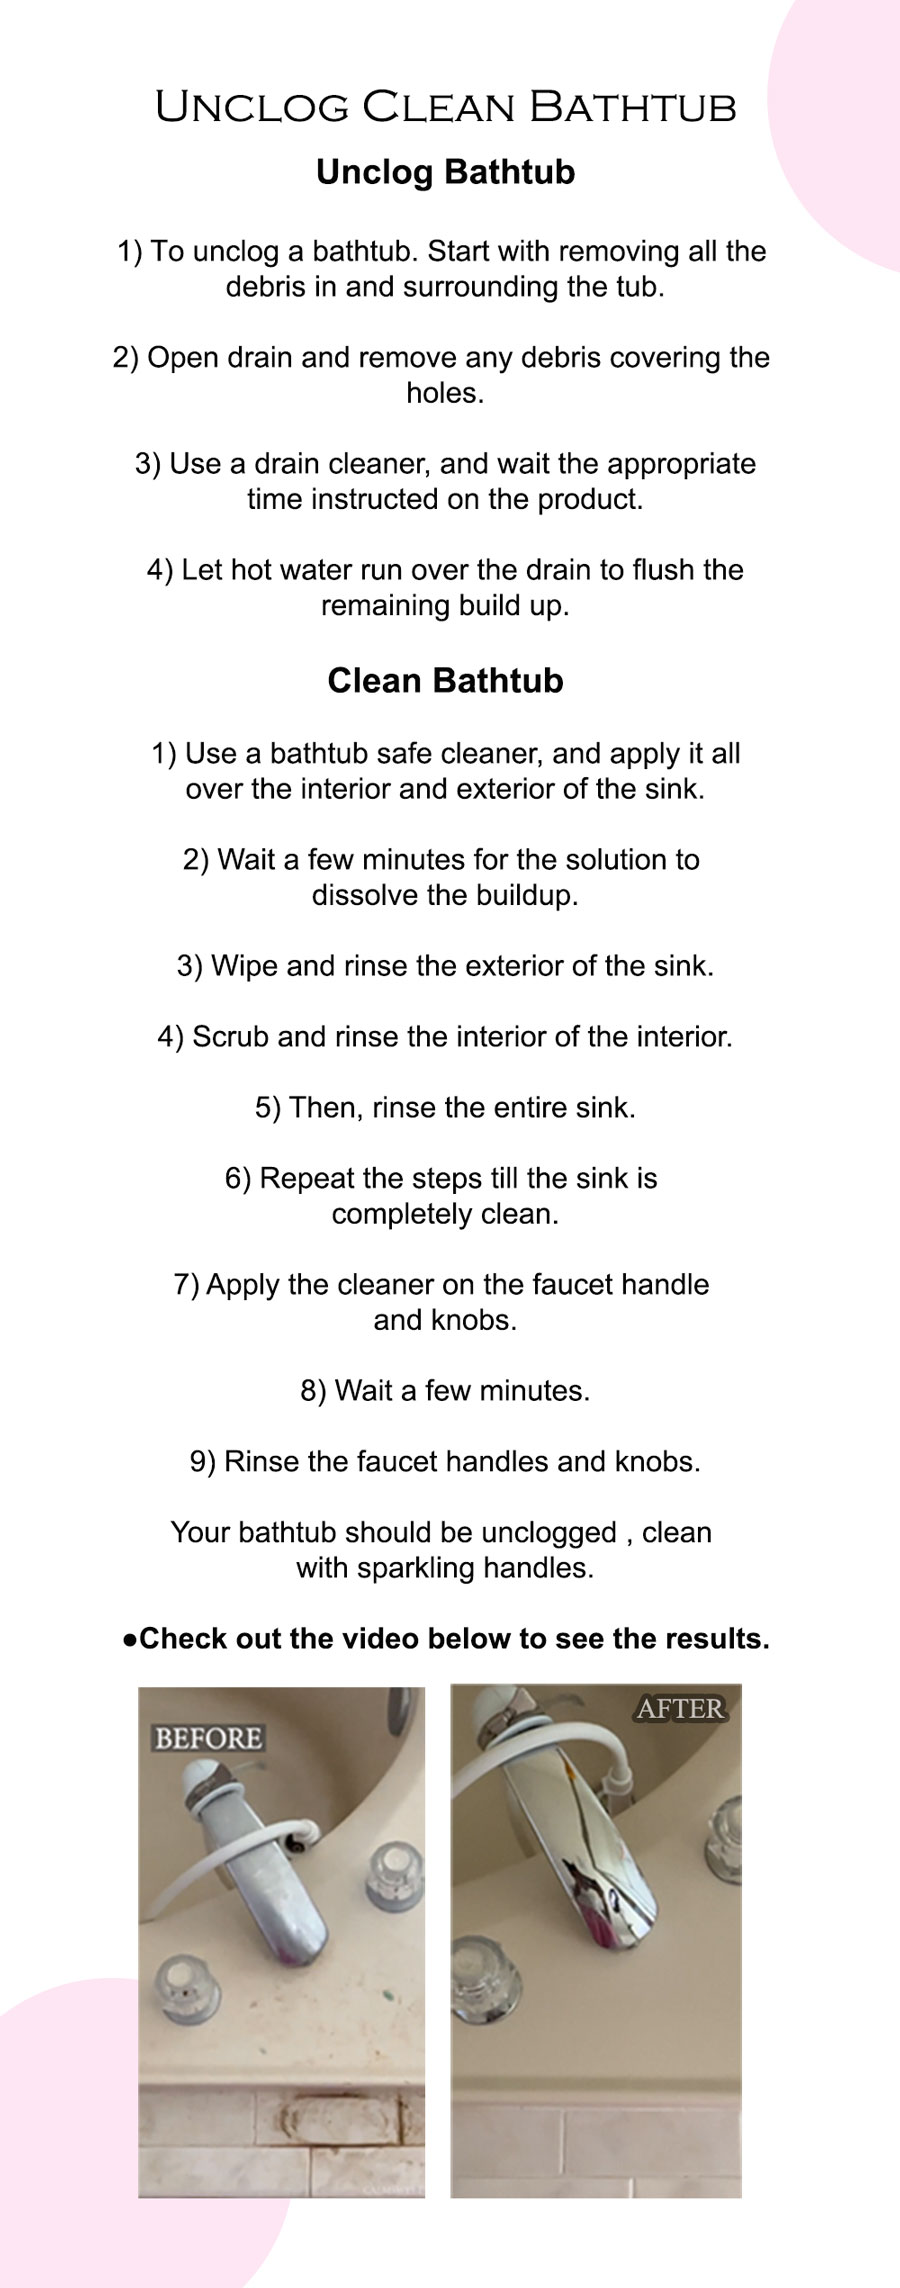 Unclog Clean Bathtub
Unclog Bathtub
1) To unclog a bathtub. Start with removing all the
debris in and surrounding the tub.
2) Open drain and remove any debris covering the
holes.
3) Use a drain cleaner, and wait the appropriate
time instructed on the product.
4) Let hot water run over the drain to flush the
remaining build up.
Clean Bathtub
1) Use a bathtub safe cleaner, and apply it all
over the interior and exterior of the sink.
2) Wait a few minutes for the solution to
dissolve the buildup.
3) Wipe and rinse the exterior of the sink.
4) Scrub and rinse the interior of the interior.
5) Then, rinse the entire sink.
6) Repeat the steps till the sink is
completely clean.
7) Apply the cleaner on the faucet handle
and knobs.
8) Wait a few minutes.
9) Rinse the faucet handles and knobs.
Your bathtub should be unclogged , clean
with sparkling handles.
●Check out the video below to see the results.
BEFORE
AFTER